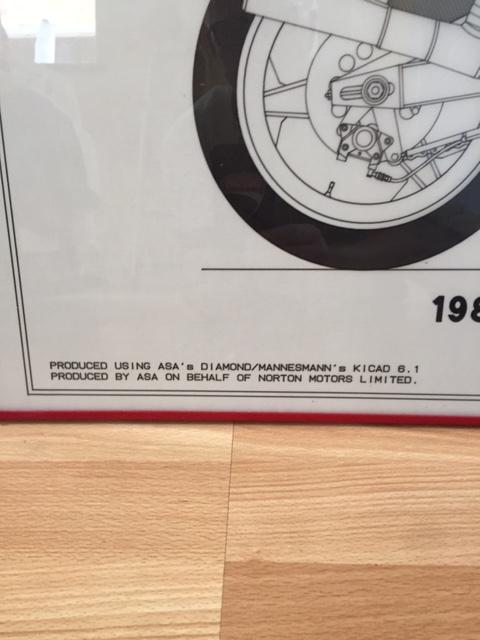 198
PRODUCED USING ASA's DIAMOND/MANNESMANN's KICAD 6.1
PRODUCED BY ASA ON BEHALF OF NORTON MOTORS LIMITED.